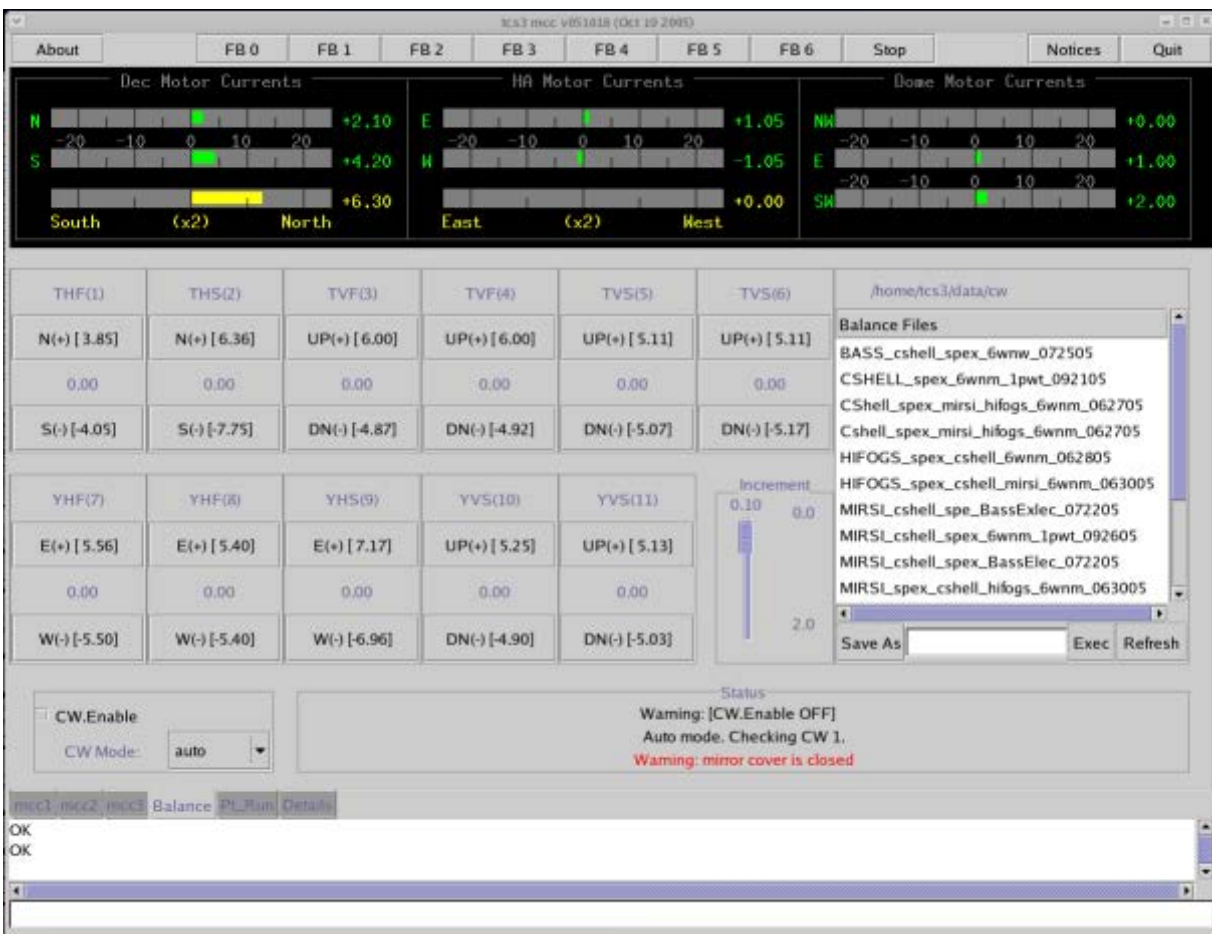 tcs3 mcc v051018 (Oct 19 2005)
About FB 0 FB 1 FB 2 FB 3 FB 4 FB 5 FB 6 Stop Notices Quit
Dec Motor Currents HA Motor Currents Dome Motor Currents
N +2.10 E +1.05 NW +0.00
-20 -10 0 10 20 -20 -10 0 10 20 -20 -10 0 10 20
S +4.20 W -1.05 E +1.00
-20 -10 0 10 20
+6.30 +0.00 SW +2.00
South (x2) North East (x2) West
THF(1) THS(2) TVF(3) TVF(4) TVS(5) TVS(6)
N(+) [ 3.85] N(+) [ 6.36] UP(+) [ 6.00] UP(+) [ 6.00] UP(+) [ 5.11] UP(+) [ 5.11]
0.00 0.00 0.00 0.00 0.00 0.00
S(-) [-4.05] S(-) [-7.75] DN(-) [-4.87] DN(-) [-4.92] DN(-) [-5.07] DN(-) [-5.17]
YHF(7) YHF(8) YHS(9) YVS(10) YVS(11)
E(+) [ 5.56] E(+) [ 5.40] E(+) [ 7.17] UP(+) [ 5.25] UP(+) [ 5.13]
0.00 0.00 0.00 0.00 0.00
W(-) [-5.50] W(-) [-5.40] W(-) [-6.96] DN(-) [-4.90] DN(-) [-5.03]
Increment
0.10 0.0
2.0
/home/tcs3/data/cw
Balance Files
BASS_cshell_spex_6wnw_072505
CSHELL_spex_6wnm_1pwt_092105
CShell_spex_mirsi_hifogs_6wnm_062705
Cshell_spex_mirsi_hifogs_6wnm_062705
HIFOGS_spex_cshell_6wnm_062805
HIFOGS_spex_cshell_mirsi_6wnm_063005
MIRSI_cshell_spe_BassExlec_072205
MIRSI_cshell_spex_6wnm_1pwt_092605
MIRSI_cshell_spex_BassElec_072205
MIRSI_spex_cshell_hifogs_6wnm_063005
Save As Exec Refresh
CW.Enable
CW Mode: auto
Status
Warning: [CW.Enable OFF]
Auto mode. Checking CW 1.
Warning: mirror cover is closed
mcc1 mcc2 mcc3 Balance Pt_Run Details
OK
OK